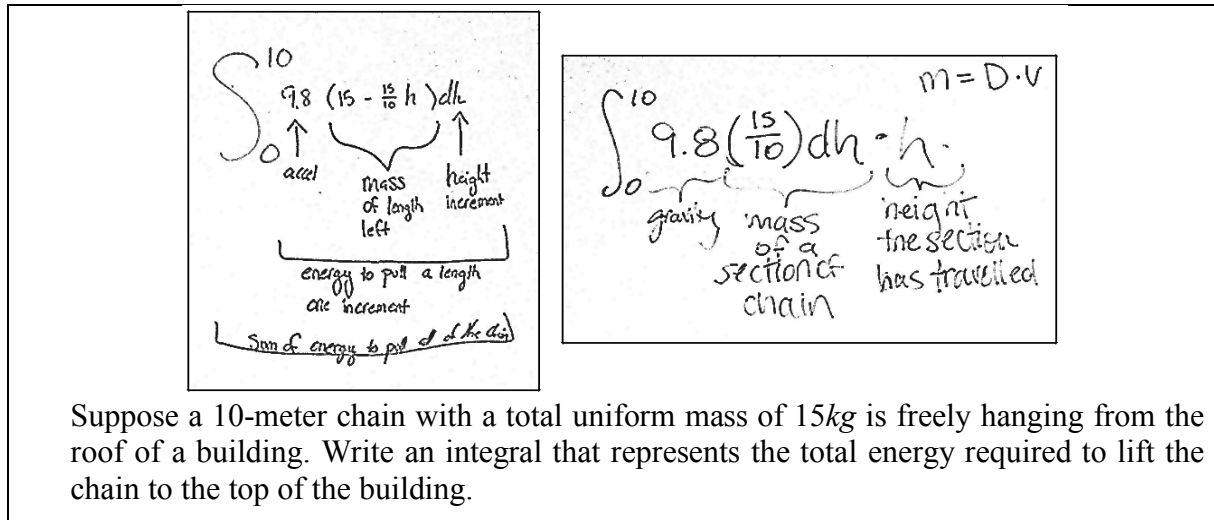 ∫₀¹⁰ 9.8 (15 - 15/10 h) dh
accel
mass
of length
left
height
increment
energy to pull a length
one increment
Sum of energy to pull all of the chain
m = D·V
∫₀¹⁰ 9.8 (15/10) dh · h.
gravity
mass
of a
section of
chain
height
the section
has travelled
Suppose a 10-meter chain with a total uniform mass of 15kg is freely hanging from the
roof of a building. Write an integral that represents the total energy required to lift the
chain to the top of the building.